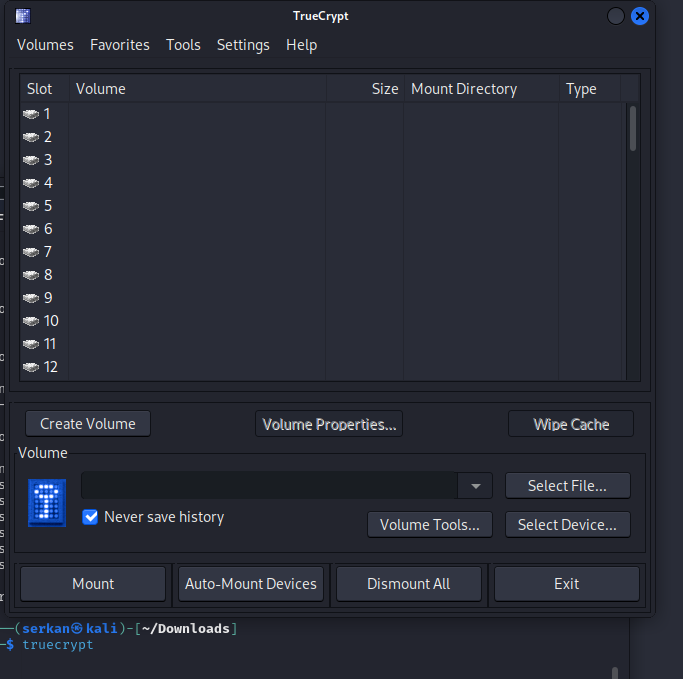 TrueCrypt
Volumes Favorites Tools Settings Help
Slot Volume Size Mount Directory Type
1
2
3
4
5
6
7
8
9
10
11
12
Create Volume Volume Properties... Wipe Cache
Volume
Select File...
Never save history
Volume Tools... Select Device...
Mount Auto-Mount Devices Dismount All Exit
(serkan㉿kali)-[~/Downloads]
$ truecrypt